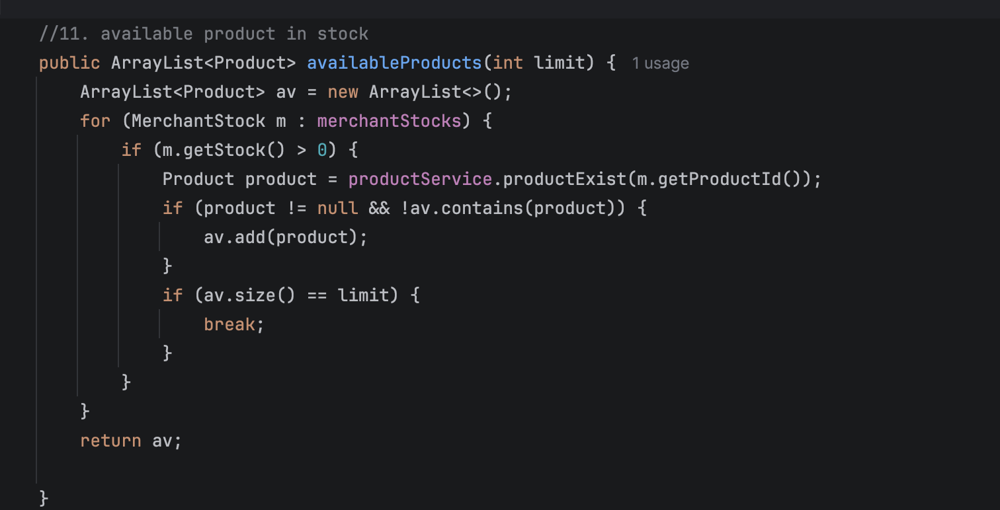 //11. available product in stock
public ArrayList<Product> availableProducts(int limit) { 1 usage
    ArrayList<Product> av = new ArrayList<>();
    for (MerchantStock m : merchantStocks) {
        if (m.getStock() > 0) {
            Product product = productService.productExist(m.getProductId());
            if (product != null && !av.contains(product)) {
                av.add(product);
            }
            if (av.size() == limit) {
                break;
            }
        }
    }
    return av;

}